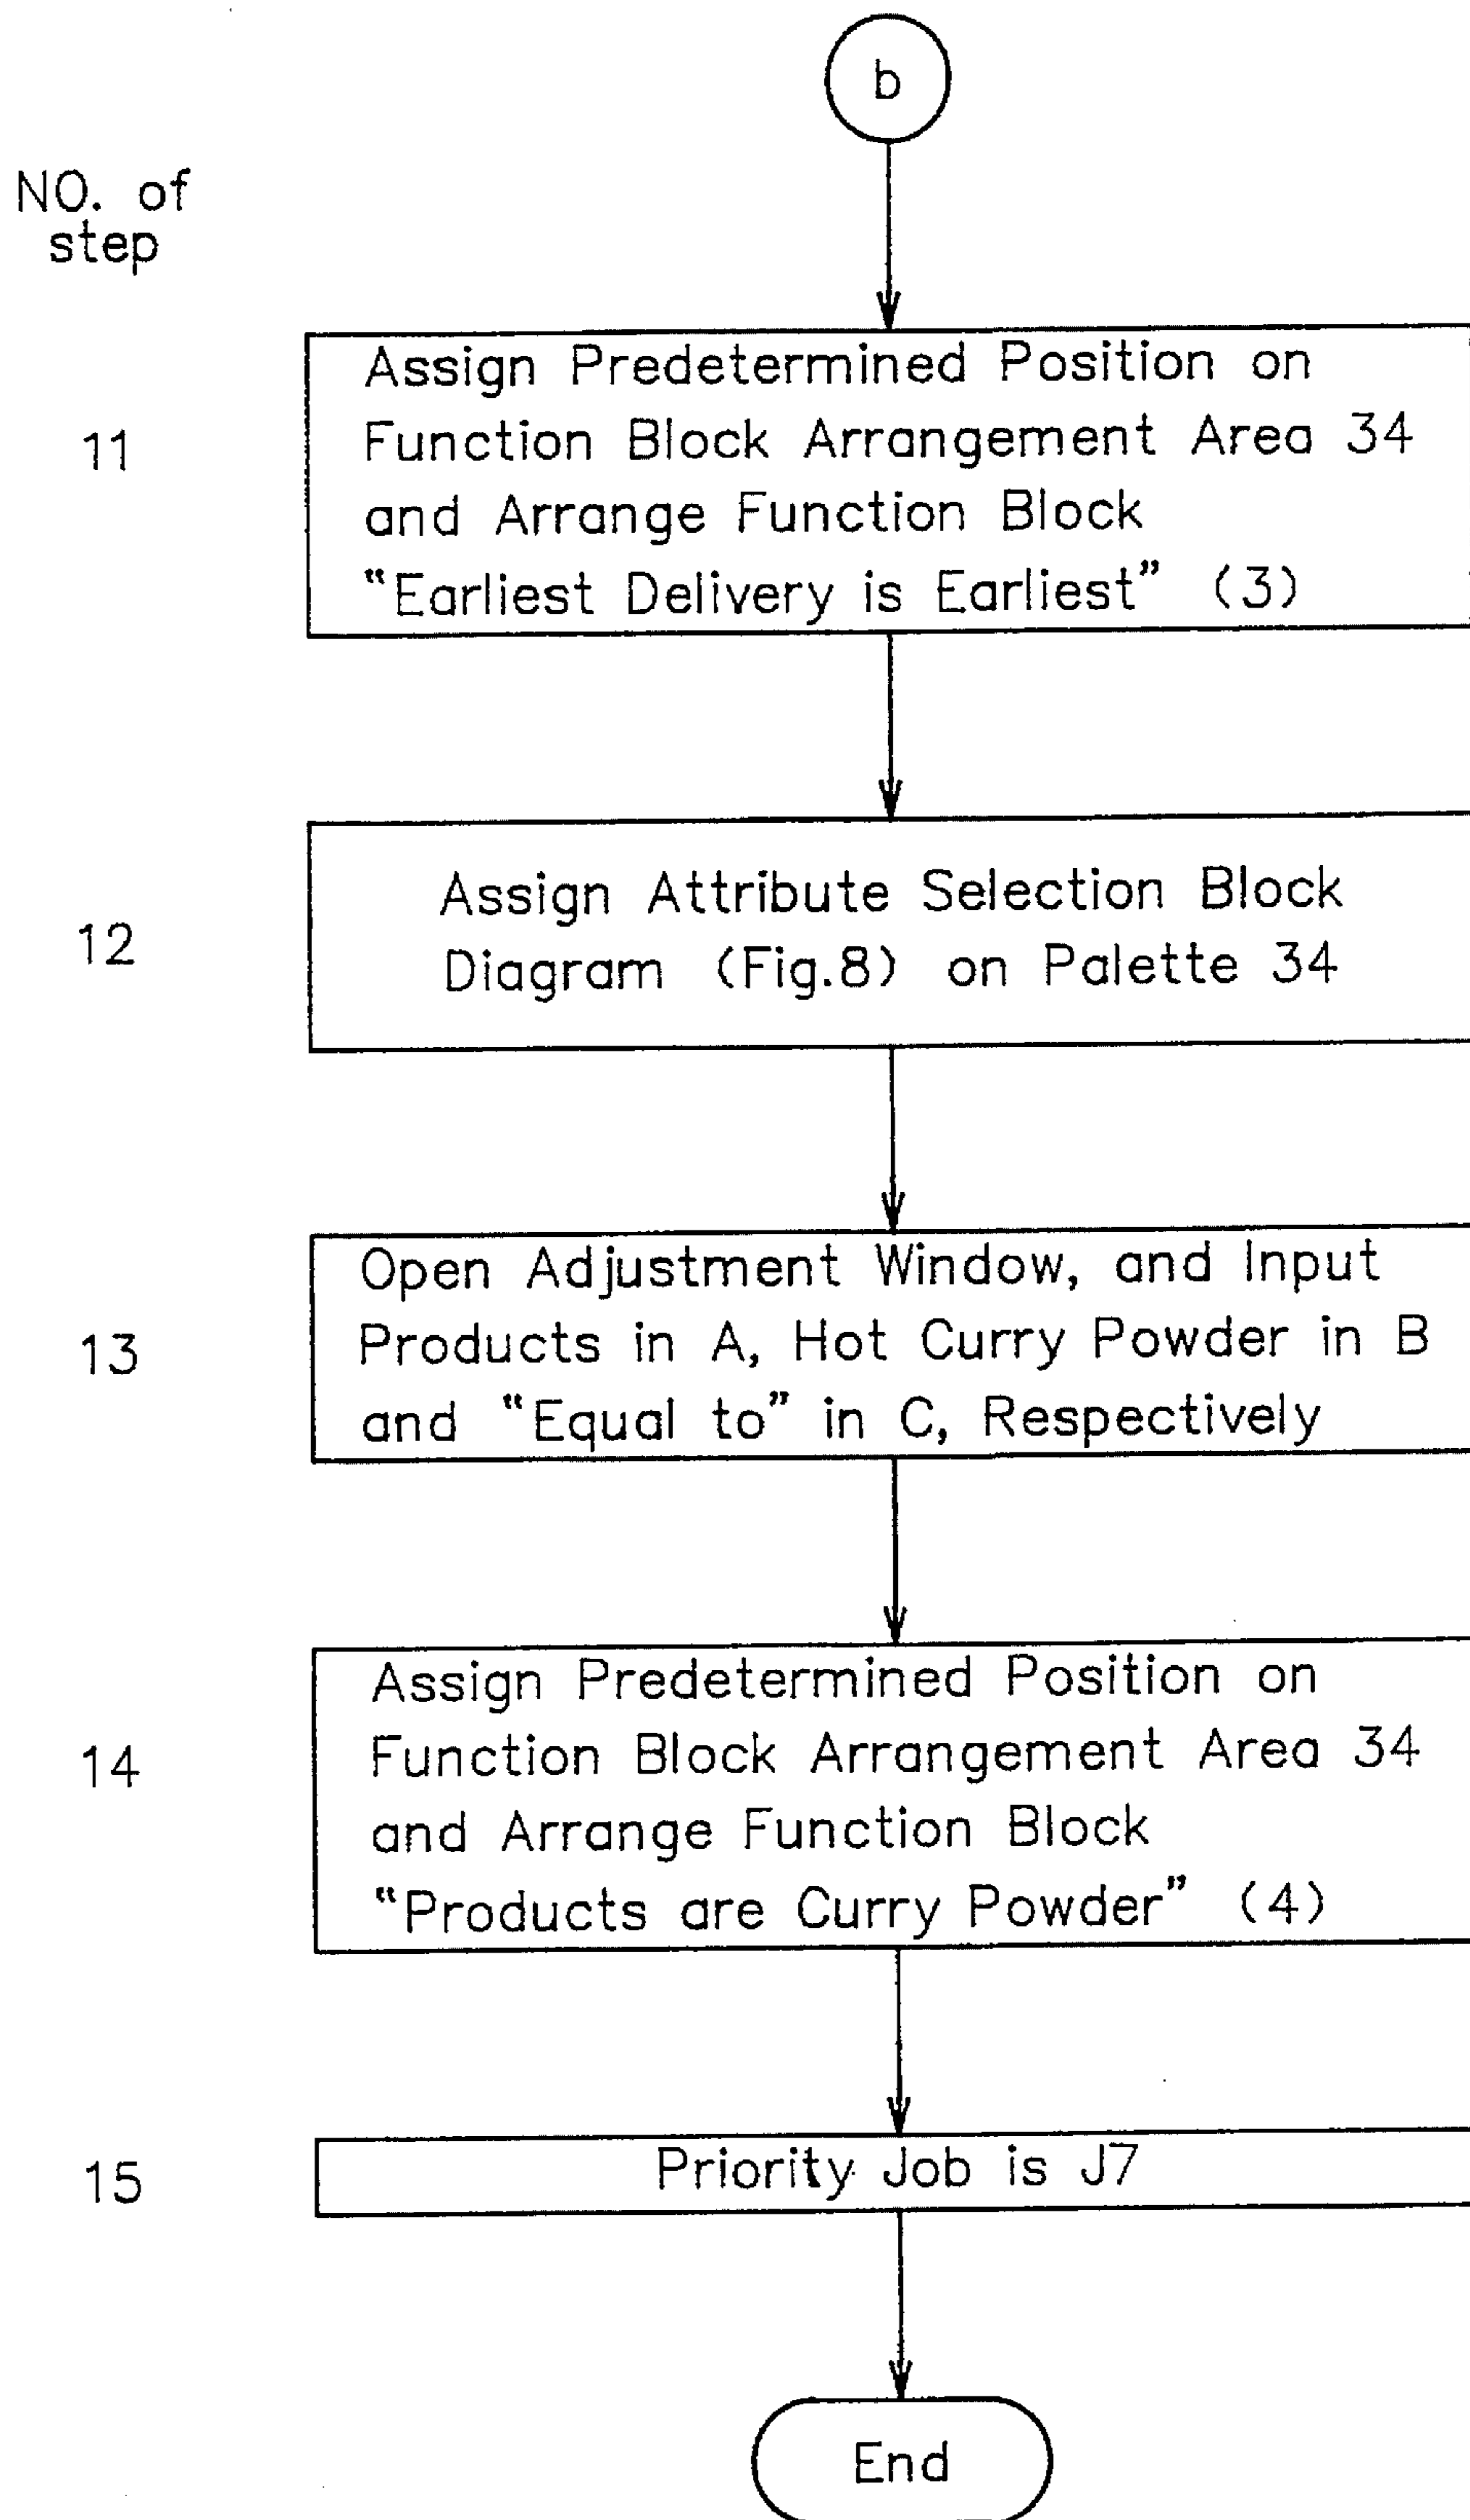 b
NO. of
step
11
Assign Predetermined Position on
Function Block Arrangement Area 34
and Arrange Function Block
“Earliest Delivery is Earliest” (3)
12
Assign Attribute Selection Block
Diagram (Fig.8) on Palette 34
13
Open Adjustment Window, and Input
Products in A, Hot Curry Powder in B
and “Equal to” in C, Respectively
14
Assign Predetermined Position on
Function Block Arrangement Area 34
and Arrange Function Block
“Products are Curry Powder” (4)
15
Priority Job is J7
End